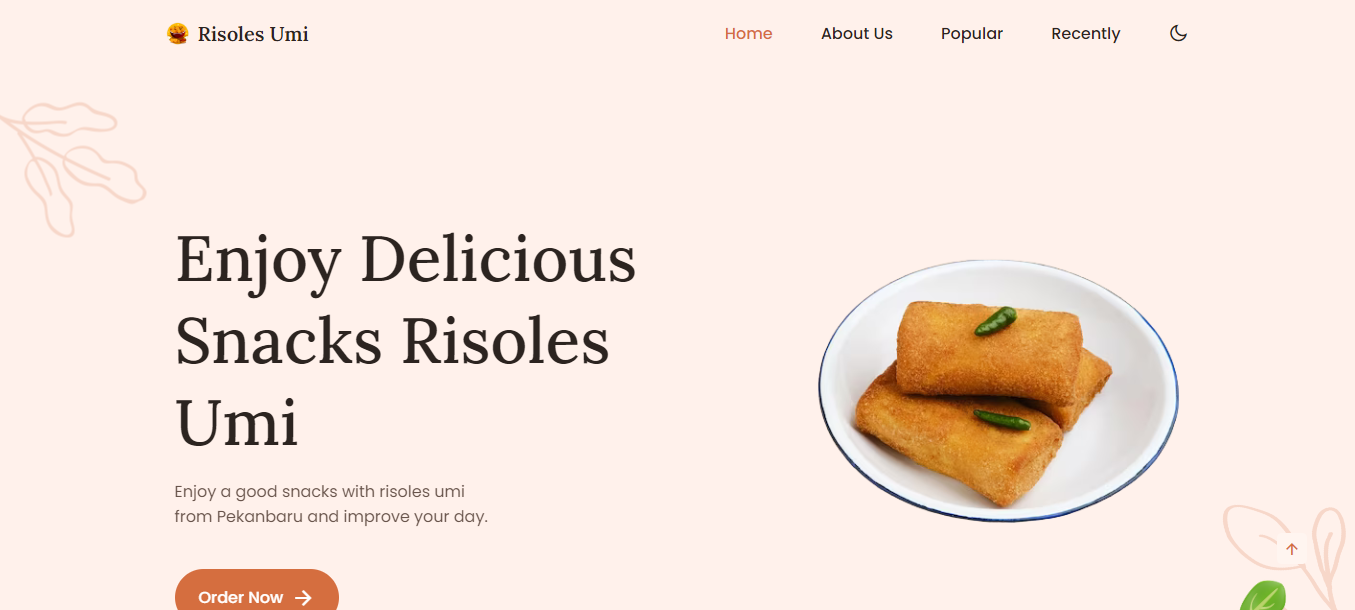 Risoles Umi
Home
About Us
Popular
Recently
Enjoy Delicious
Snacks Risoles
Umi
Enjoy a good snacks with risoles umi
from Pekanbaru and improve your day.
Order Now